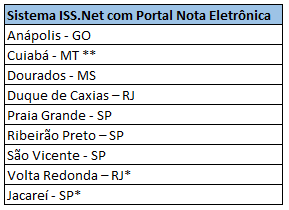 Sistema ISS.Net com Portal Nota Eletrônica
Anápolis - GO
Cuiabá - MT **
Dourados - MS
Duque de Caxias – RJ
Praia Grande - SP
Ribeirão Preto – SP
São Vicente - SP
Volta Redonda – RJ*
Jacareí - SP*